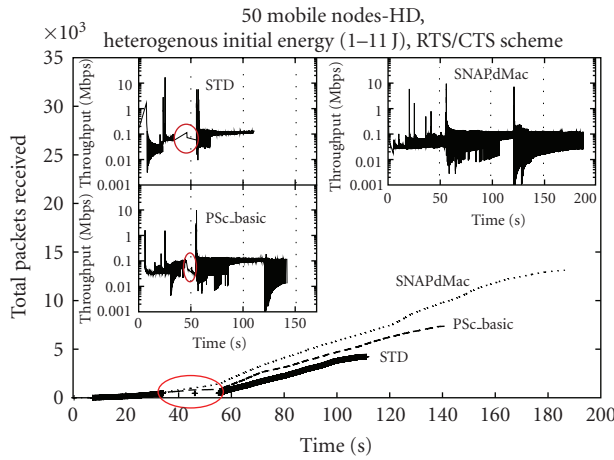 50 mobile nodes-HD,
heterogenous initial energy (1–11 J), RTS/CTS scheme
×10³
35
30
25
20
15
10
5
0
Total packets received
0 20 40 60 80 100 120 140 160 180 200
Time (s)
Throughput (Mbps)
10
1
0.1
0.01
0.001
STD
Throughput (Mbps)
10
1
0.1
0.01
0.001
PSc_basic
0 50 100 150
Time (s)
Throughput (Mbps)
10
1
0.1
0.01
0.001
SNAPdMac
0 50 100 150 200
Time (s)
SNAPdMac
PSc_basic
STD